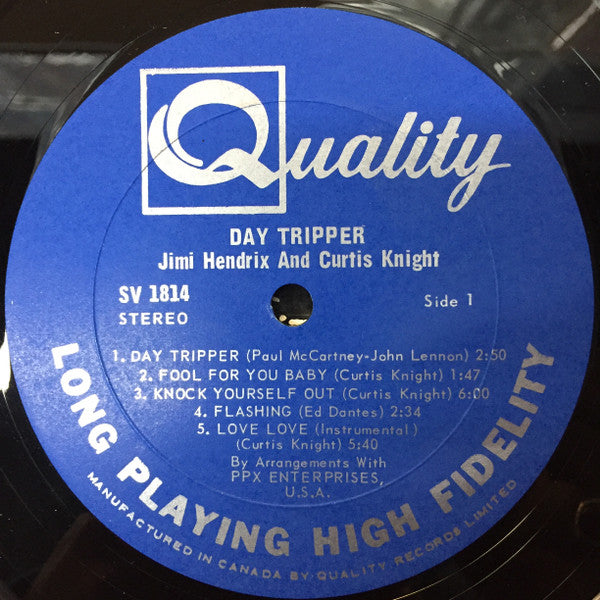 Quality
DAY TRIPPER
Jimi Hendrix And Curtis Knight
SV 1814
STEREO
Side 1
1. DAY TRIPPER (Paul McCartney-John Lennon) 2:50
2. FOOL FOR YOU BABY (Curtis Knight) 1:47
3. KNOCK YOURSELF OUT (Curtis Knight) 6:00
4. FLASHING (Ed Dantes) 2:34
5. LOVE LOVE (Instrumental)
(Curtis Knight) 5:40
By Arrangements With
PPX ENTERPRISES,
U.S.A.
LONG PLAYING HIGH FIDELITY
MANUFACTURED IN CANADA BY QUALITY RECORDS LIMITED